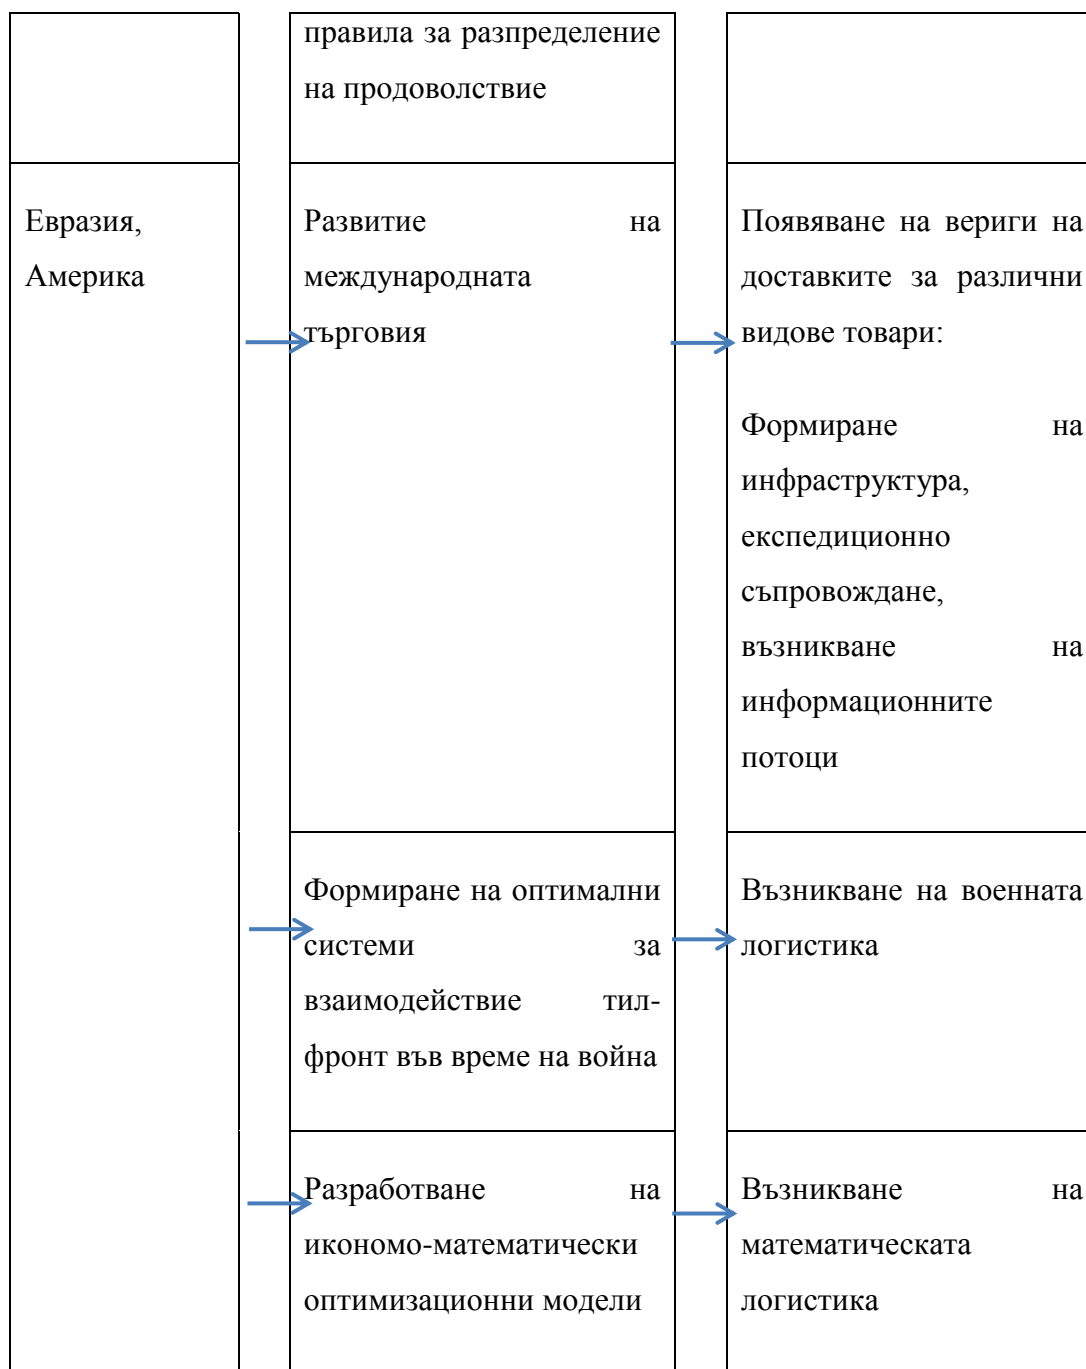 правила за разпределение
на продоволствие
Евразия,
Америка
Развитие на
международната
търговия
Появяване на вериги на
доставките за различни
видове товари:
Формиране на
инфраструктура,
експедиционно
съпровождане,
възникване на
информационните
потоци
Формиране на оптимални
системи за
взаимодействие тил-
фронт във време на война
Възникване на военната
логистика
Разработване на
икономо-математически
оптимизационни модели
Възникване на
математическата
логистика